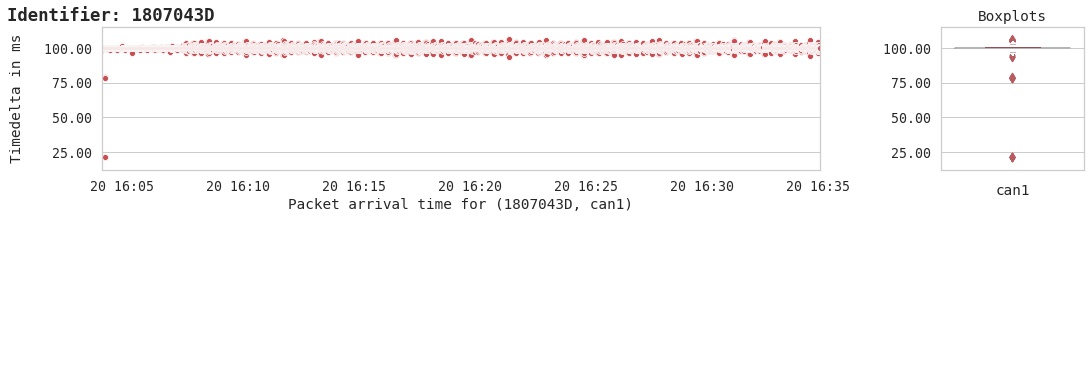 Identifier: 1807043D
Boxplots
Timedelta in ms
100.00
75.00
50.00
25.00
20 16:05 20 16:10 20 16:15 20 16:20 20 16:25 20 16:30 20 16:35
Packet arrival time for (1807043D, can1)
100.00
75.00
50.00
25.00
can1